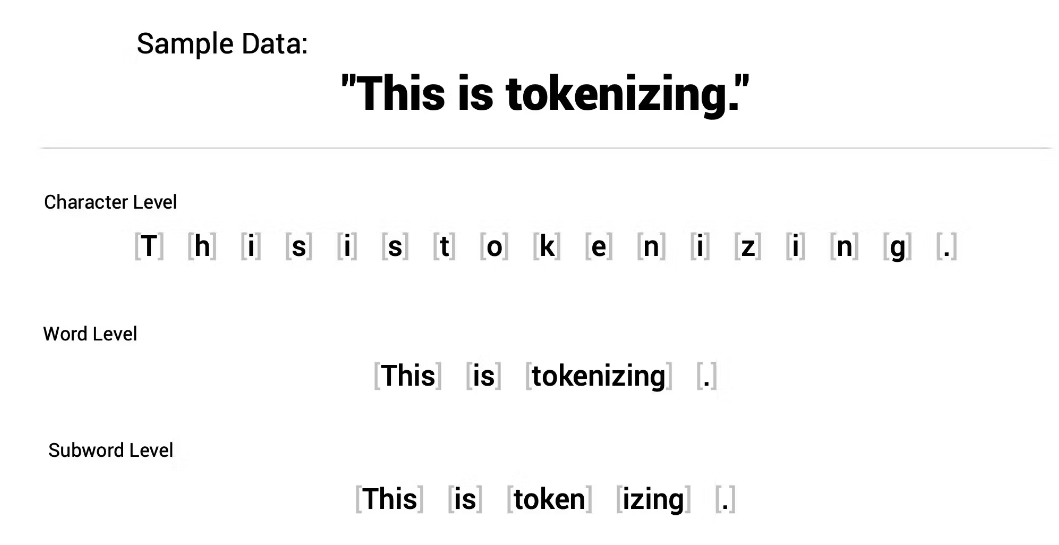 Sample Data:
"This is tokenizing."
Character Level
[T] [h] [i] [s] [i] [s] [t] [o] [k] [e] [n] [i] [z] [i] [n] [g] [.]
Word Level
[This] [is] [tokenizing] [.]
Subword Level
[This] [is] [token] [izing] [.]